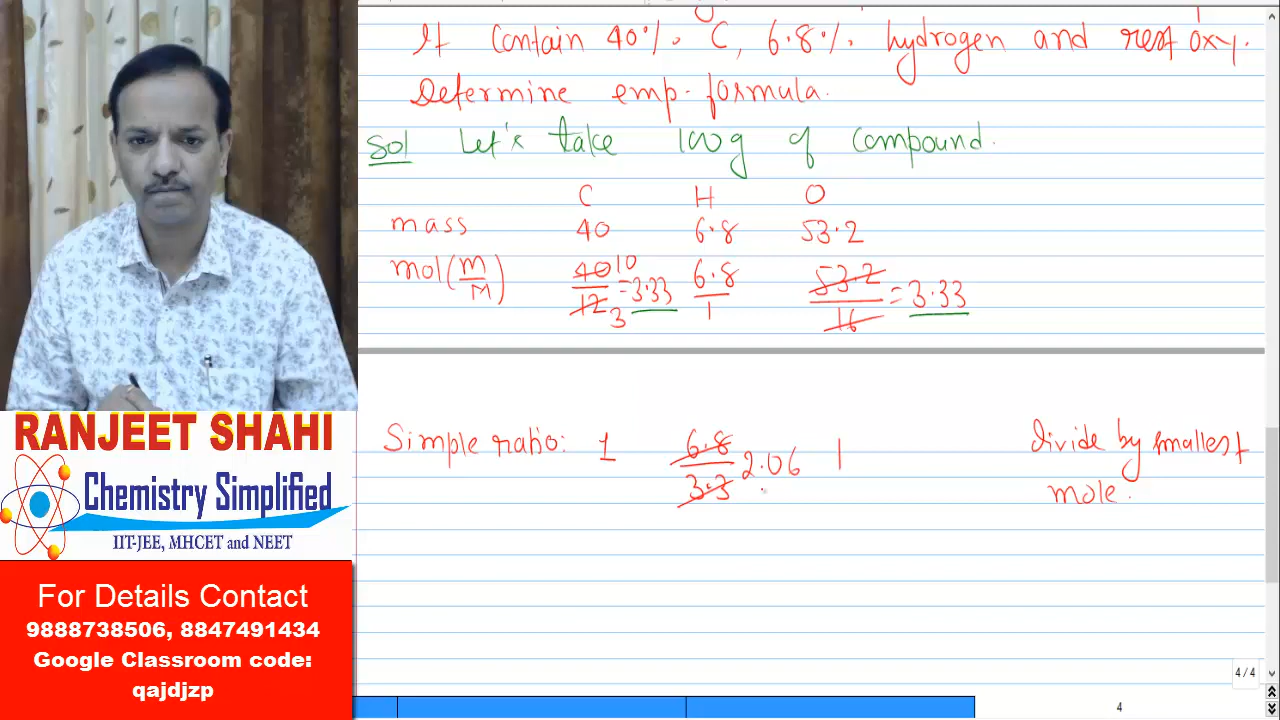 It contain 40% C, 6.8% hydrogen and rest oxy.
Determine emp. formula.
Sol Let's take 100g of compound.
C H O
mass 40 6.8 53.2
mol(m/M) 40/12 10/3 =3.33 6.8/1 53.2/16 =3.33
Simple ratio: 1 6.8/3.3 2.06 1 Divide by smallest
mole.
RANJEET SHAHI
Chemistry Simplified
IIT-JEE, MHCET and NEET
For Details Contact
9888738506, 8847491434
Google Classroom code:
qajdjzp
4/4
4